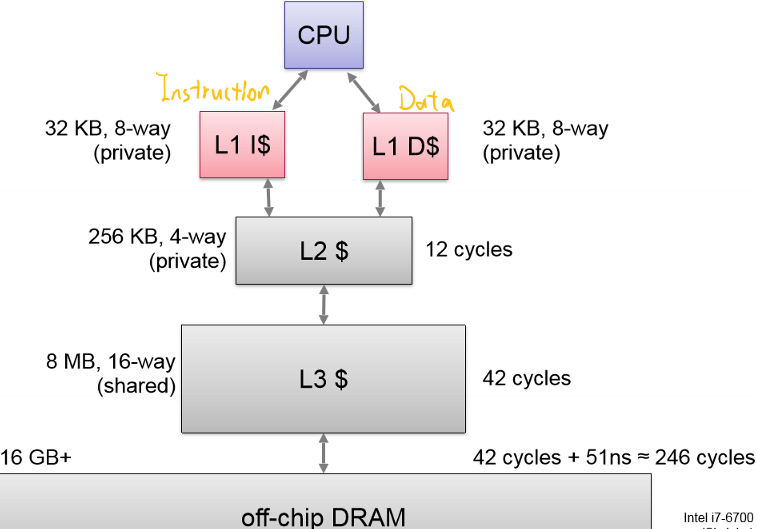 CPU
Instruction
Data
32 KB, 8-way
(private)
L1 I$
L1 D$
32 KB, 8-way
(private)
256 KB, 4-way
(private)
L2 $
12 cycles
8 MB, 16-way
(shared)
L3 $
42 cycles
16 GB+
42 cycles + 51ns ≈ 246 cycles
off-chip DRAM
Intel i7-6700